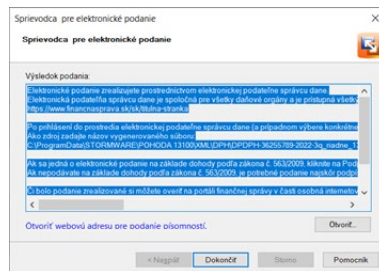 Sprievodca pre elektronické podanie
Sprievodca pre elektronické podanie
Výsledok podania:
Elektronické podanie zrealizujete prostredníctvom elektronickej podateľne správcu dane.
Elektronická podateľňa správcu dane je spoločná pre všetky daňové orgány a je prístupná všetk
https://www.financnasprava.sk/sk/titulna-stranka
Po prihlásení do prostredia elektronickej podateľne správcu dane (a prípadnom výbere konkrétne
Ako zdroj zadajte názov vygenerovaného súboru:
C:\ProgramData\STORMWARE\POHODA 13100\XML\DPH\DPDPH-36255789-2022-3q_riadne_1
Ak sa jedná o elektronické podanie na základe dohody podľa zákona č. 563/2009, kliknite na Pod
Ak nepodávate na základe dohody podľa zákona č. 563/2009, je potrebné podanie najskôr podpís
Či bolo podanie zrealizované si môžete overiť na portáli finančnej správy v časti osobná internetov
Otvoriť webovú adresu pre podanie písomností.
Otvoriť...
< Naspäť
Dokončiť
Storno
Pomocník